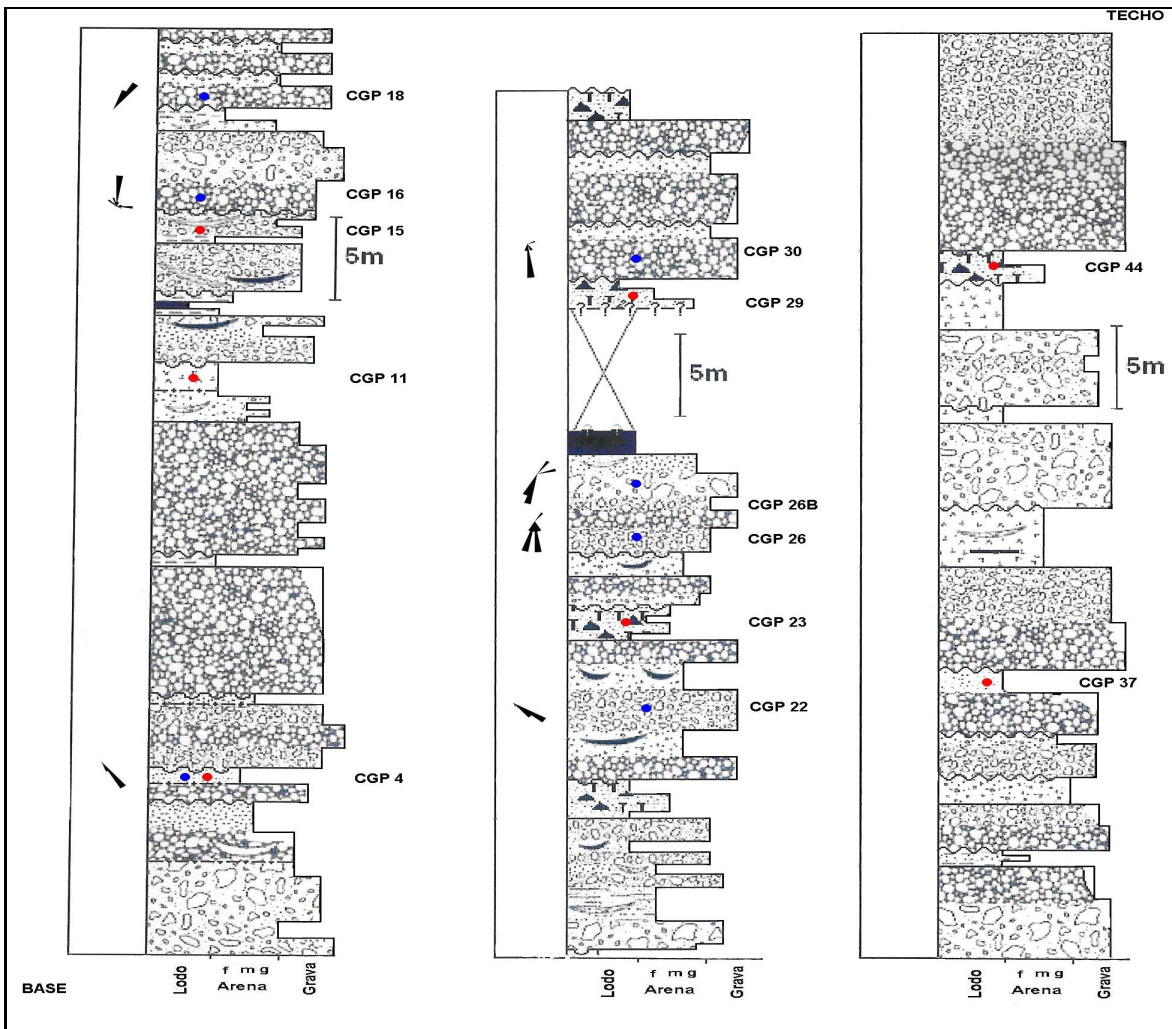 TECHO
CGP 18
CGP 16
CGP 15
5m
CGP 11
CGP 4
Lodo
f m g
Arena
Grava
BASE
CGP 30
CGP 29
? ? ? ? ?
5m
CGP 26B
CGP 26
CGP 23
CGP 22
Lodo
f m g
Arena
Grava
CGP 44
5m
CGP 37
Lodo
f m g
Arena
Grava